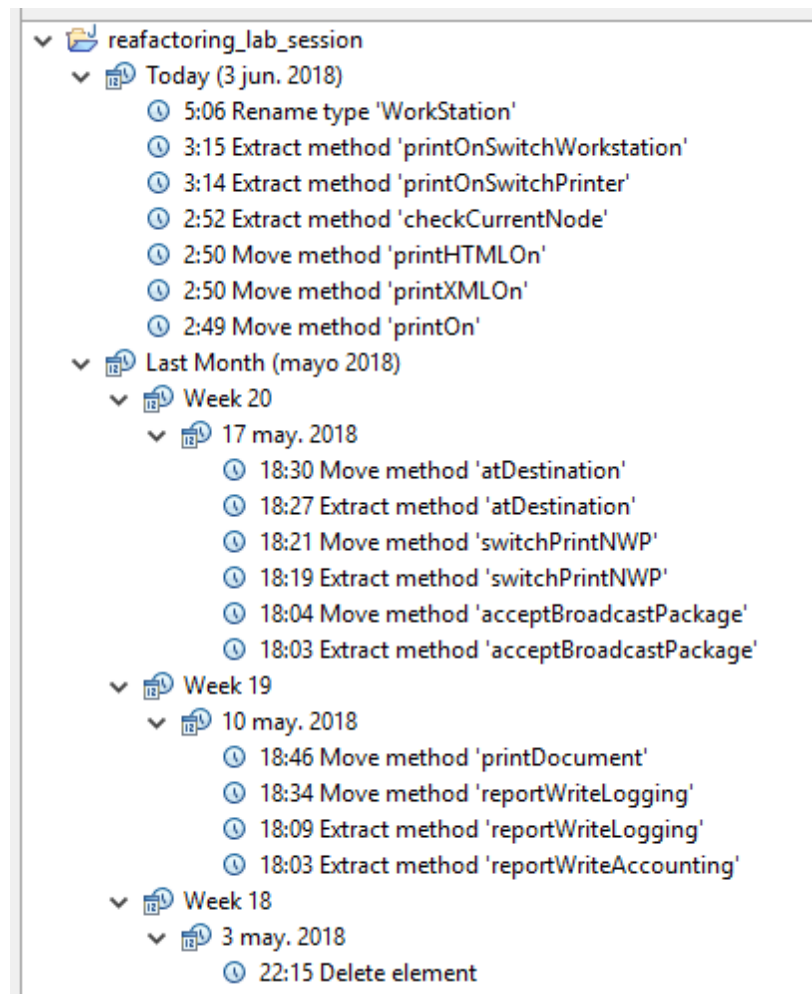 reafactoring_lab_session
Today (3 jun. 2018)
5:06 Rename type 'WorkStation'
3:15 Extract method 'printOnSwitchWorkstation'
3:14 Extract method 'printOnSwitchPrinter'
2:52 Extract method 'checkCurrentNode'
2:50 Move method 'printHTMLOn'
2:50 Move method 'printXMLOn'
2:49 Move method 'printOn'
Last Month (mayo 2018)
Week 20
17 may. 2018
18:30 Move method 'atDestination'
18:27 Extract method 'atDestination'
18:21 Move method 'switchPrintNWP'
18:19 Extract method 'switchPrintNWP'
18:04 Move method 'acceptBroadcastPackage'
18:03 Extract method 'acceptBroadcastPackage'
Week 19
10 may. 2018
18:46 Move method 'printDocument'
18:34 Move method 'reportWriteLogging'
18:09 Extract method 'reportWriteLogging'
18:03 Extract method 'reportWriteAccounting'
Week 18
3 may. 2018
22:15 Delete element